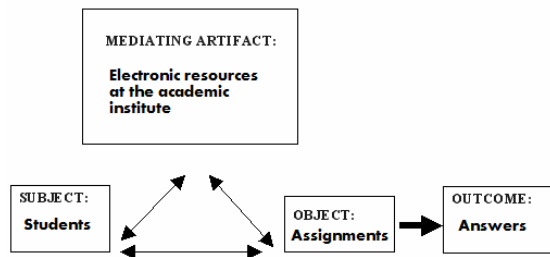 MEDIATING ARTIFACT:
Electronic resources
at the academic
institute
SUBJECT:
Students
OBJECT:
Assignments
OUTCOME:
Answers